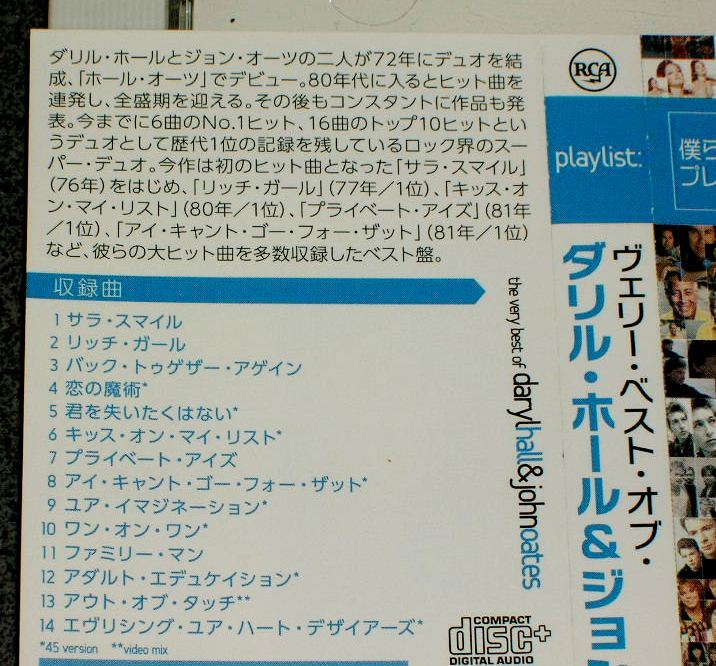 ダリル・ホールとジョン・オーツの二人が72年にデュオを結
成、「ホール・オーツ」でデビュー。80年代に入るとヒット曲を
連発し、全盛期を迎える。その後もコンスタントに作品も発
表。今までに6曲のNo.1ヒット、16曲のトップ10ヒットとい
うデュオとして歴代1位の記録を残しているロック界のスー
パー・デュオ。今作は初のヒット曲となった「サラ・スマイル」
(76年)をはじめ、「リッチ・ガール」(77年/1位)、「キッス・オ
ン・マイ・リスト」(80年/1位)、「プライベート・アイズ」(81年
/1位)、「アイ・キャント・ゴー・フォー・ザット」(81年/1位)
など、彼らの大ヒット曲を多数収録したベスト盤。
収録曲
1 サラ・スマイル
2 リッチ・ガール
3 バック・トゥゲザー・アゲイン
4 恋の魔術*
5 君を失いたくはない*
6 キッス・オン・マイ・リスト*
7 プライベート・アイズ
8 アイ・キャント・ゴー・フォー・ザット*
9 ユア・イマジネーション*
10 ワン・オン・ワン*
11 ファミリー・マン
12 アダルト・エデュケイション*
13 アウト・オブ・タッチ**
14 エヴリシング・ユア・ハート・デザイアーズ*
*45 version **video mix
the very best of daryl hall & john oates
COMPACT
disc+
DIGITAL AUDIO
RCA
playlist:
僕ら
プレ
ヴェリー・ベスト・オブ・
ダリル・ホール&ジョ